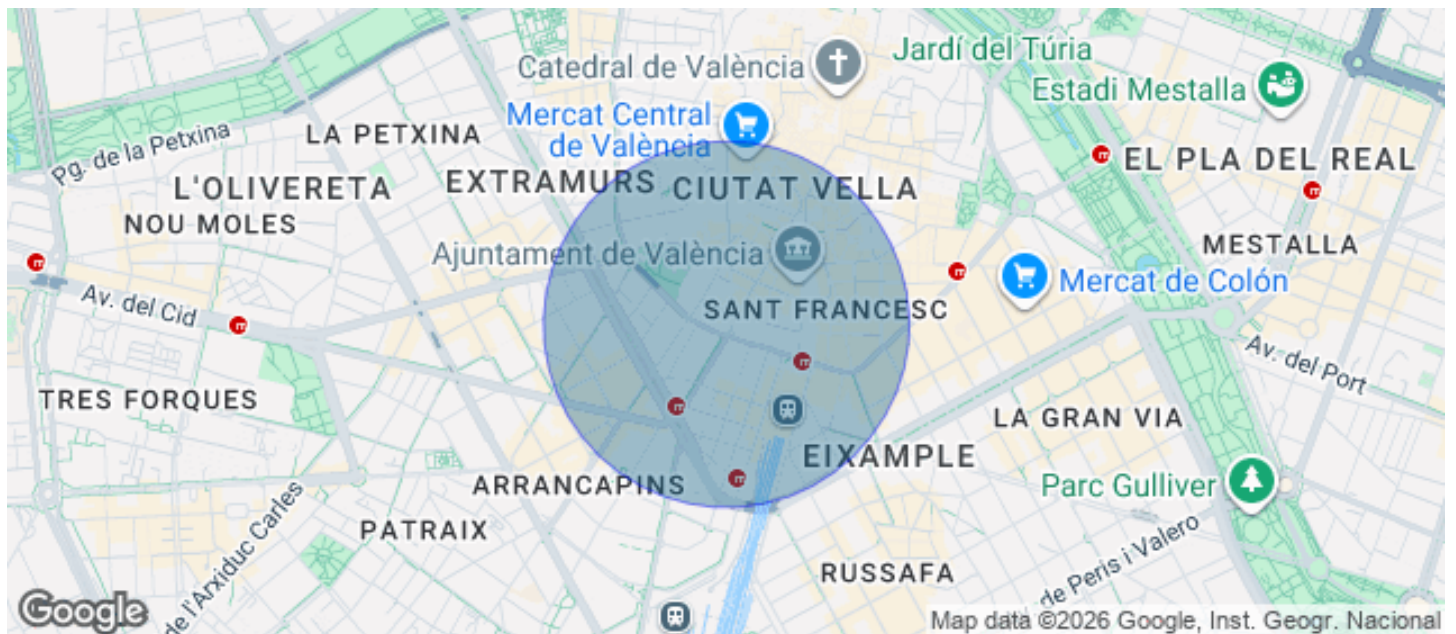 Catedral de València
Jardí del Túria
Estadi Mestalla
Mercat Central
de València
Pg. de la Petxina
LA PETXINA
EL PLA DEL REAL
L'OLIVERETA
EXTRAMURS
CIUTAT VELLA
NOU MOLES
Ajuntament de València
MESTALLA
Mercat de Colón
Av. del Cid
SANT FRANCESC
Av. del Port
TRES FORQUES
LA GRAN VIA
EIXAMPLE
ARRANCAPINS
Parc Gulliver
PATRAIX
de l'Arxiduc Carles
RUSSAFA
de Peris i Valero
Google
Map data ©2026 Google, Inst. Geogr. Nacional